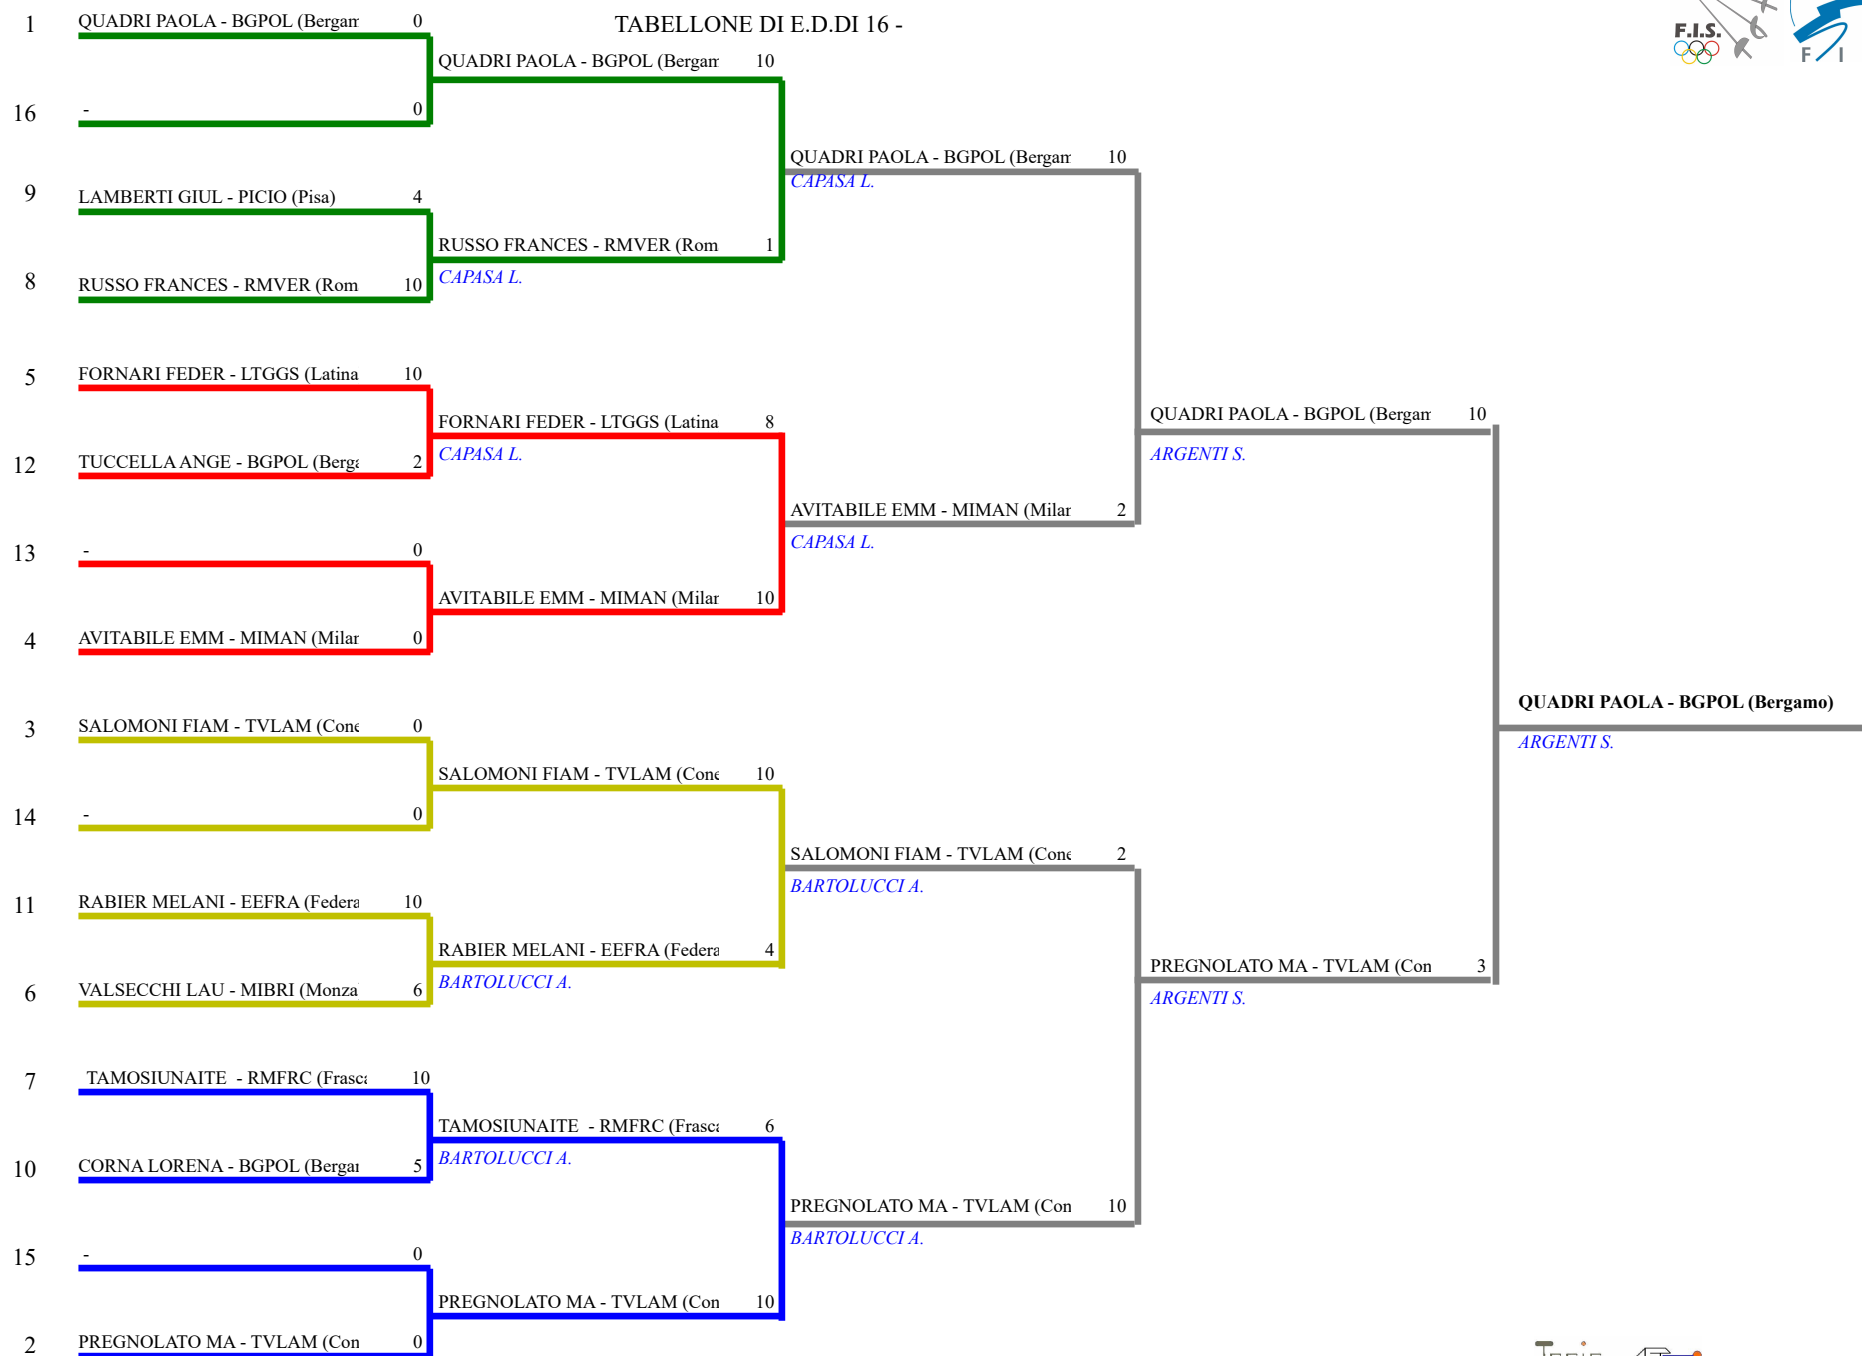 TABELLONE DI E.D.DI 16 -
F.I.S.
F I
1 QUADRI PAOLA - BGPOL (Bergam 0
QUADRI PAOLA - BGPOL (Bergam 10
16 - 0
QUADRI PAOLA - BGPOL (Bergam 10
CAPASA L.
9 LAMBERTI GIUL - PICIO (Pisa) 4
RUSSO FRANCES - RMVER (Rom 1
CAPASA L.
8 RUSSO FRANCES - RMVER (Rom 10
5 FORNARI FEDER - LTGGS (Latina 10
FORNARI FEDER - LTGGS (Latina 8
CAPASA L.
QUADRI PAOLA - BGPOL (Bergam 10
ARGENTI S.
12 TUCCELLA ANGE - BGPOL (Berga 2
AVITABILE EMM - MIMAN (Milan 2
CAPASA L.
13 - 0
AVITABILE EMM - MIMAN (Milan 10
4 AVITABILE EMM - MIMAN (Milan 0
QUADRI PAOLA - BGPOL (Bergamo)
ARGENTI S.
3 SALOMONI FIAM - TVLAM (Cone 0
SALOMONI FIAM - TVLAM (Cone 10
14 - 0
SALOMONI FIAM - TVLAM (Cone 2
BARTOLUCCI A.
11 RABIER MELANI - EEFRA (Federa 10
RABIER MELANI - EEFRA (Federa 4
BARTOLUCCI A.
PREGNOLATO MA - TVLAM (Con 3
ARGENTI S.
6 VALSECCHI LAU - MIBRI (Monza 6
7 TAMOSIUNAITE - RMFRC (Frasca 10
TAMOSIUNAITE - RMFRC (Frasca 6
BARTOLUCCI A.
10 CORNA LORENA - BGPOL (Bergam 5
PREGNOLATO MA - TVLAM (Con 10
BARTOLUCCI A.
15 - 0
PREGNOLATO MA - TVLAM (Con 10
2 PREGNOLATO MA - TVLAM (Con 0